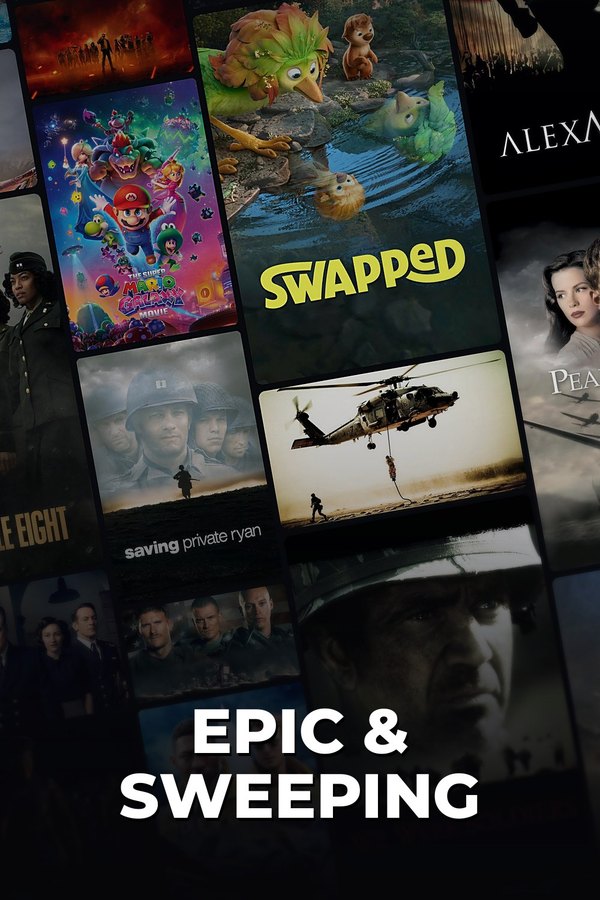 ALEXA
SWAPPED
THE SUPER
MARIO
GALAXY
MOVIE
PEA
LE EIGHT
saving private ryan
EPIC &
SWEEPING